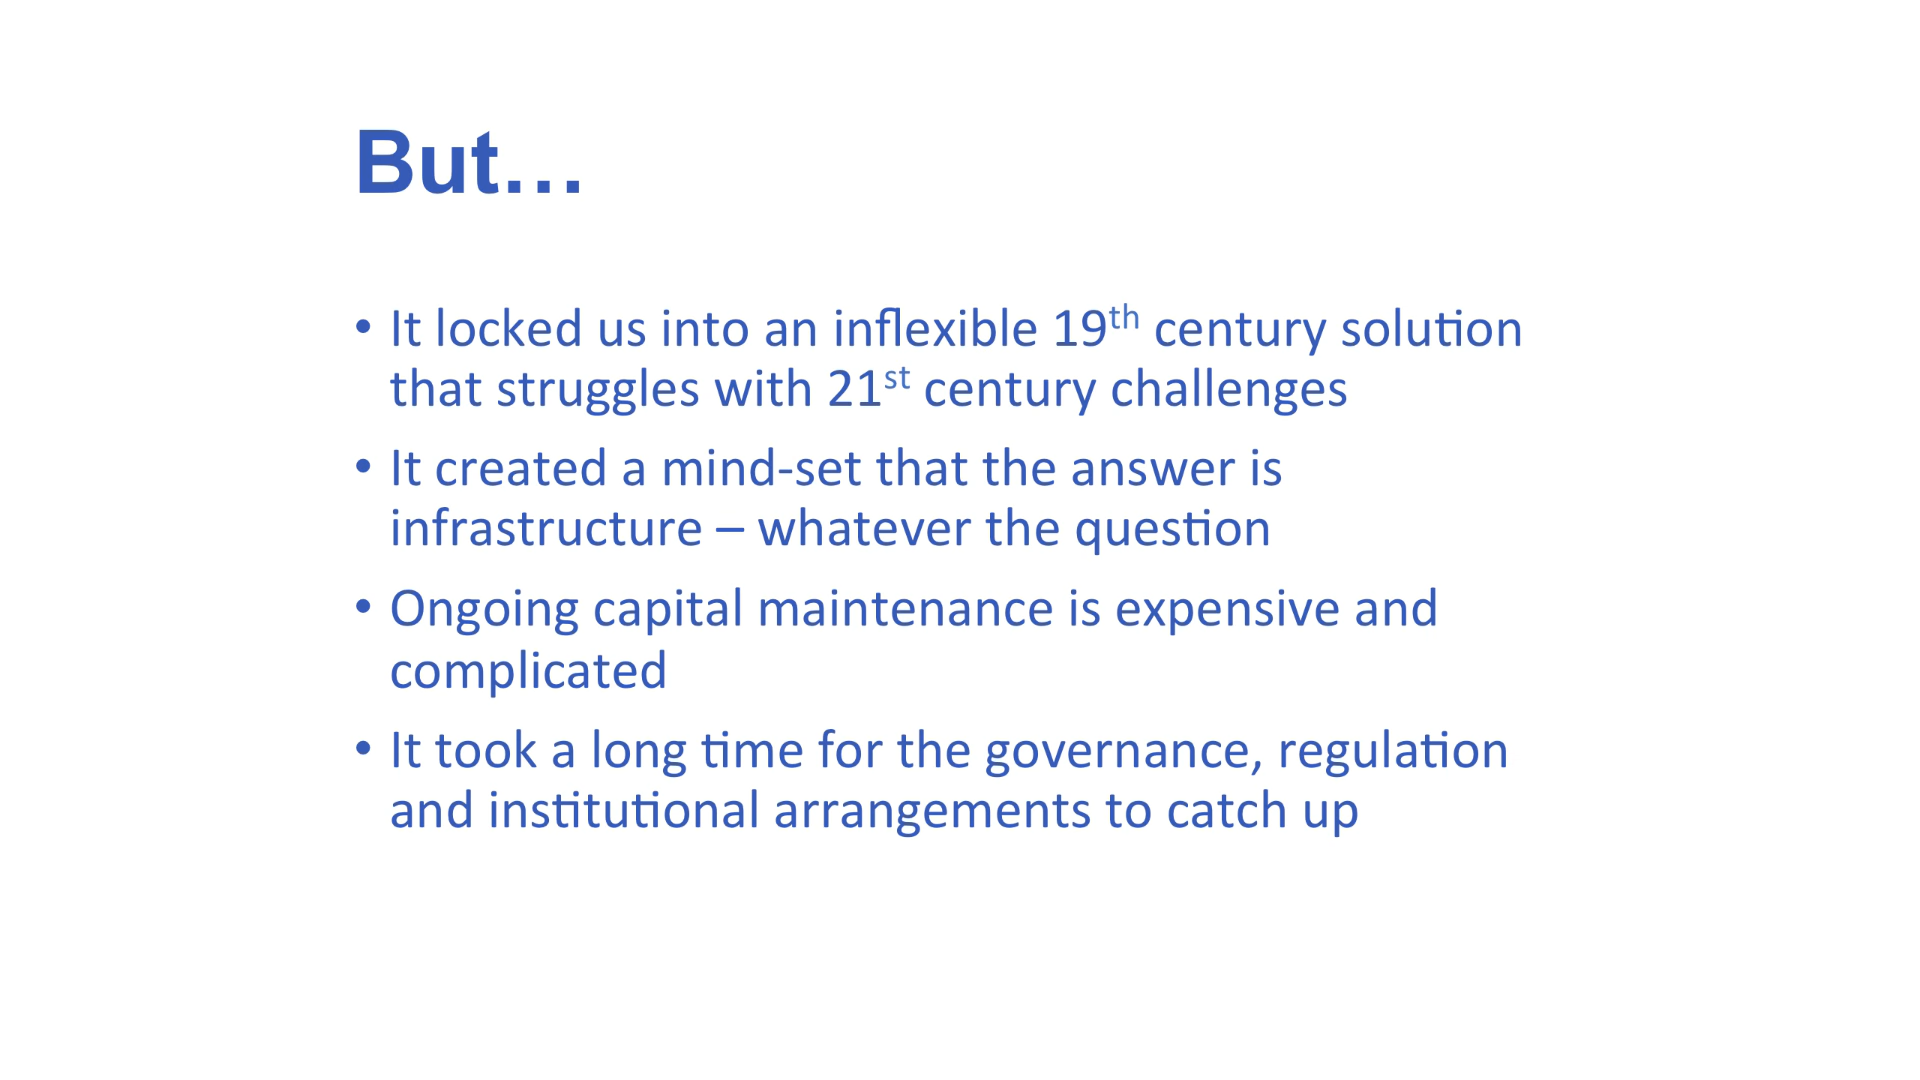 But…
• It locked us into an inflexible 19th century solution
that struggles with 21st century challenges
• It created a mind-set that the answer is
infrastructure – whatever the question
• Ongoing capital maintenance is expensive and
complicated
• It took a long time for the governance, regulation
and institutional arrangements to catch up